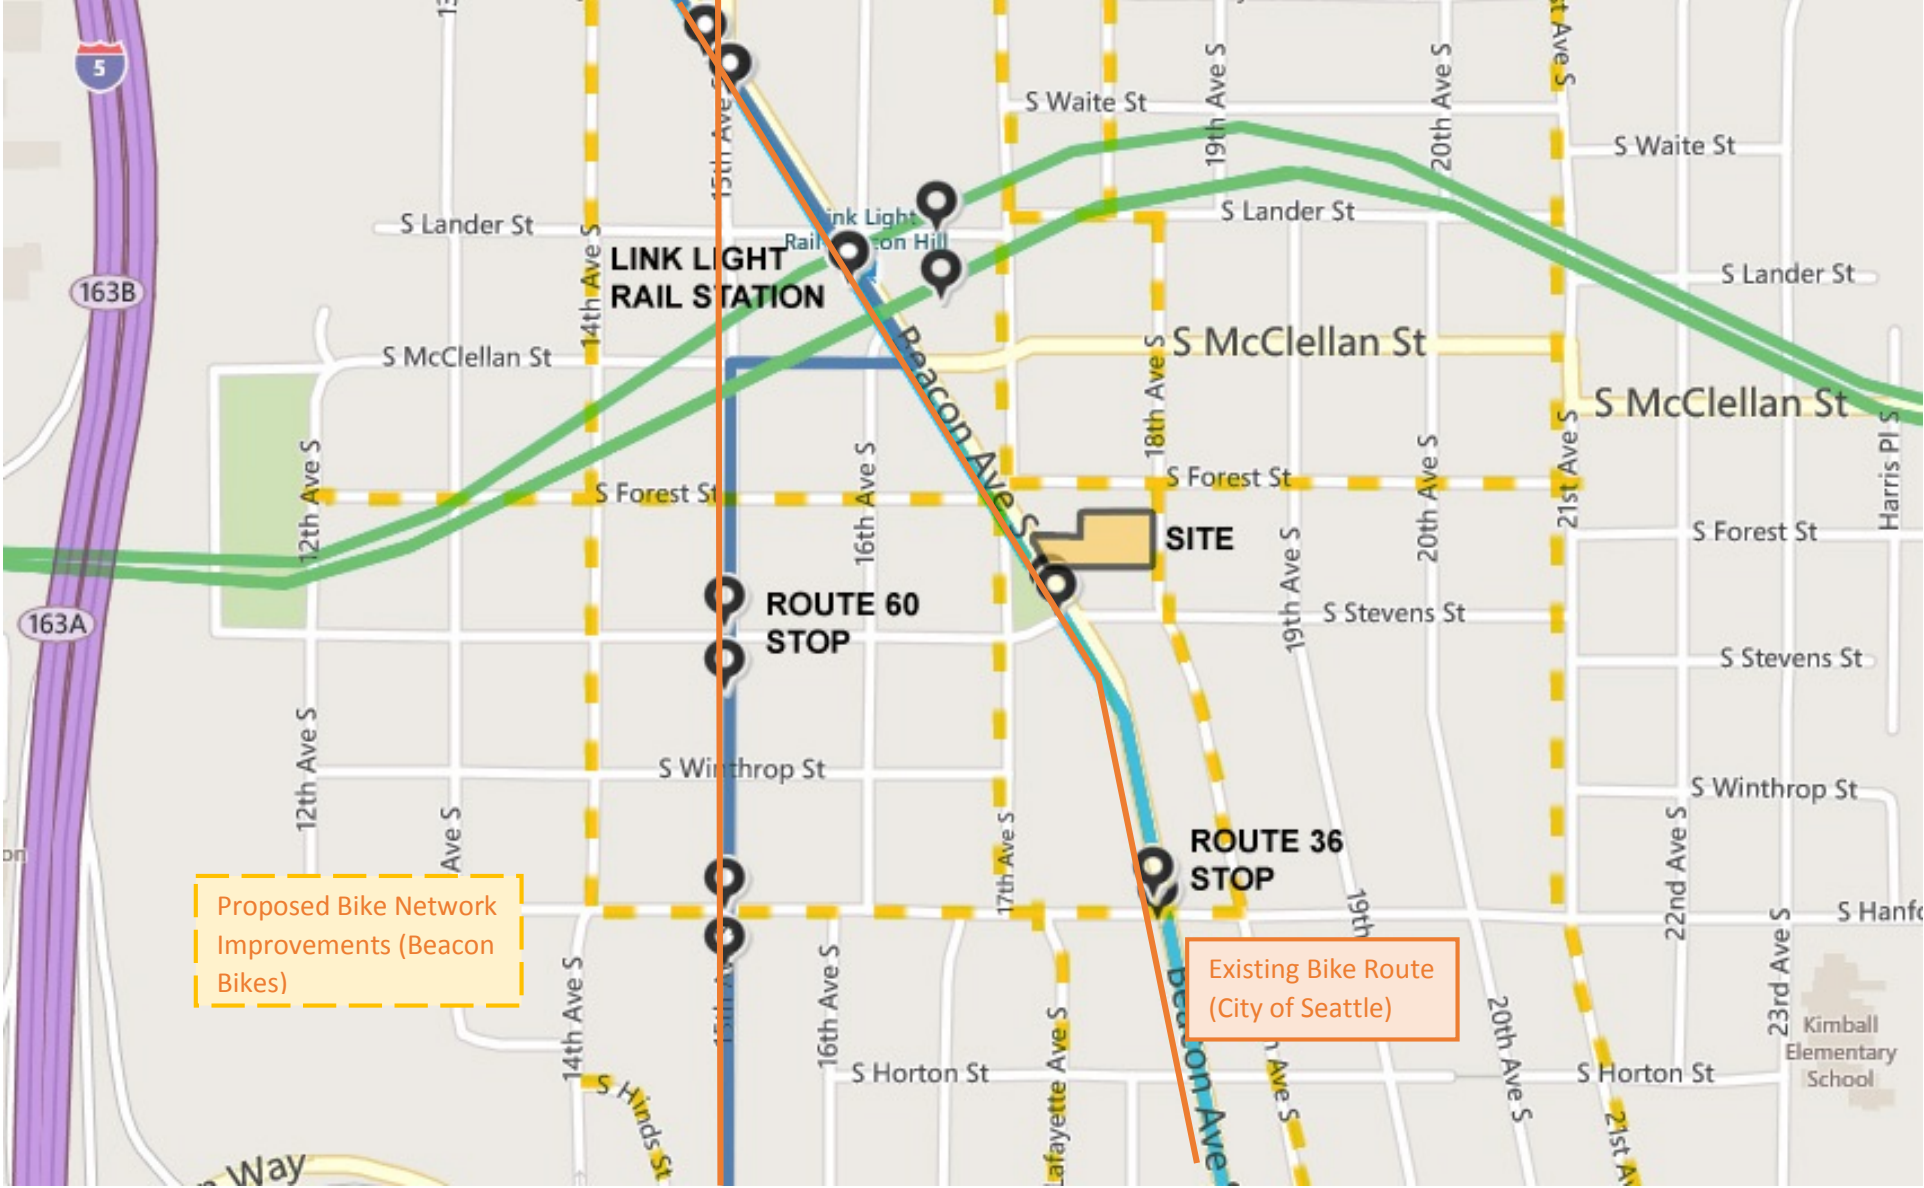 5
163B
163A
S Waite St
S Waite St
19th Ave S
20th Ave S
S Lander St
S Lander St
S Lander St
14th Ave S
LINK LIGHT
RAIL STATION
S McClellan St
S McClellan St
S McClellan St
Beacon Ave S
18th Ave S
12th Ave S
S Forest St
16th Ave S
S Forest St
S Forest St
20th Ave S
21st Ave S
Harris Pl S
SITE
ROUTE 60
STOP
19th Ave S
S Stevens St
S Stevens St
S Winthrop St
S Winthrop St
12th Ave S
Ave S
17th Ave S
ROUTE 36
STOP
22nd Ave S
23rd Ave S
Proposed Bike Network
Improvements (Beacon
Bikes)
Existing Bike Route
(City of Seattle)
19th
14th Ave S
16th Ave S
Lafayette Ave S
Beacon Ave
Ave S
20th Ave S
S Horton St
S Horton St
S Hinds St
Kimball
Elementary
School
Way